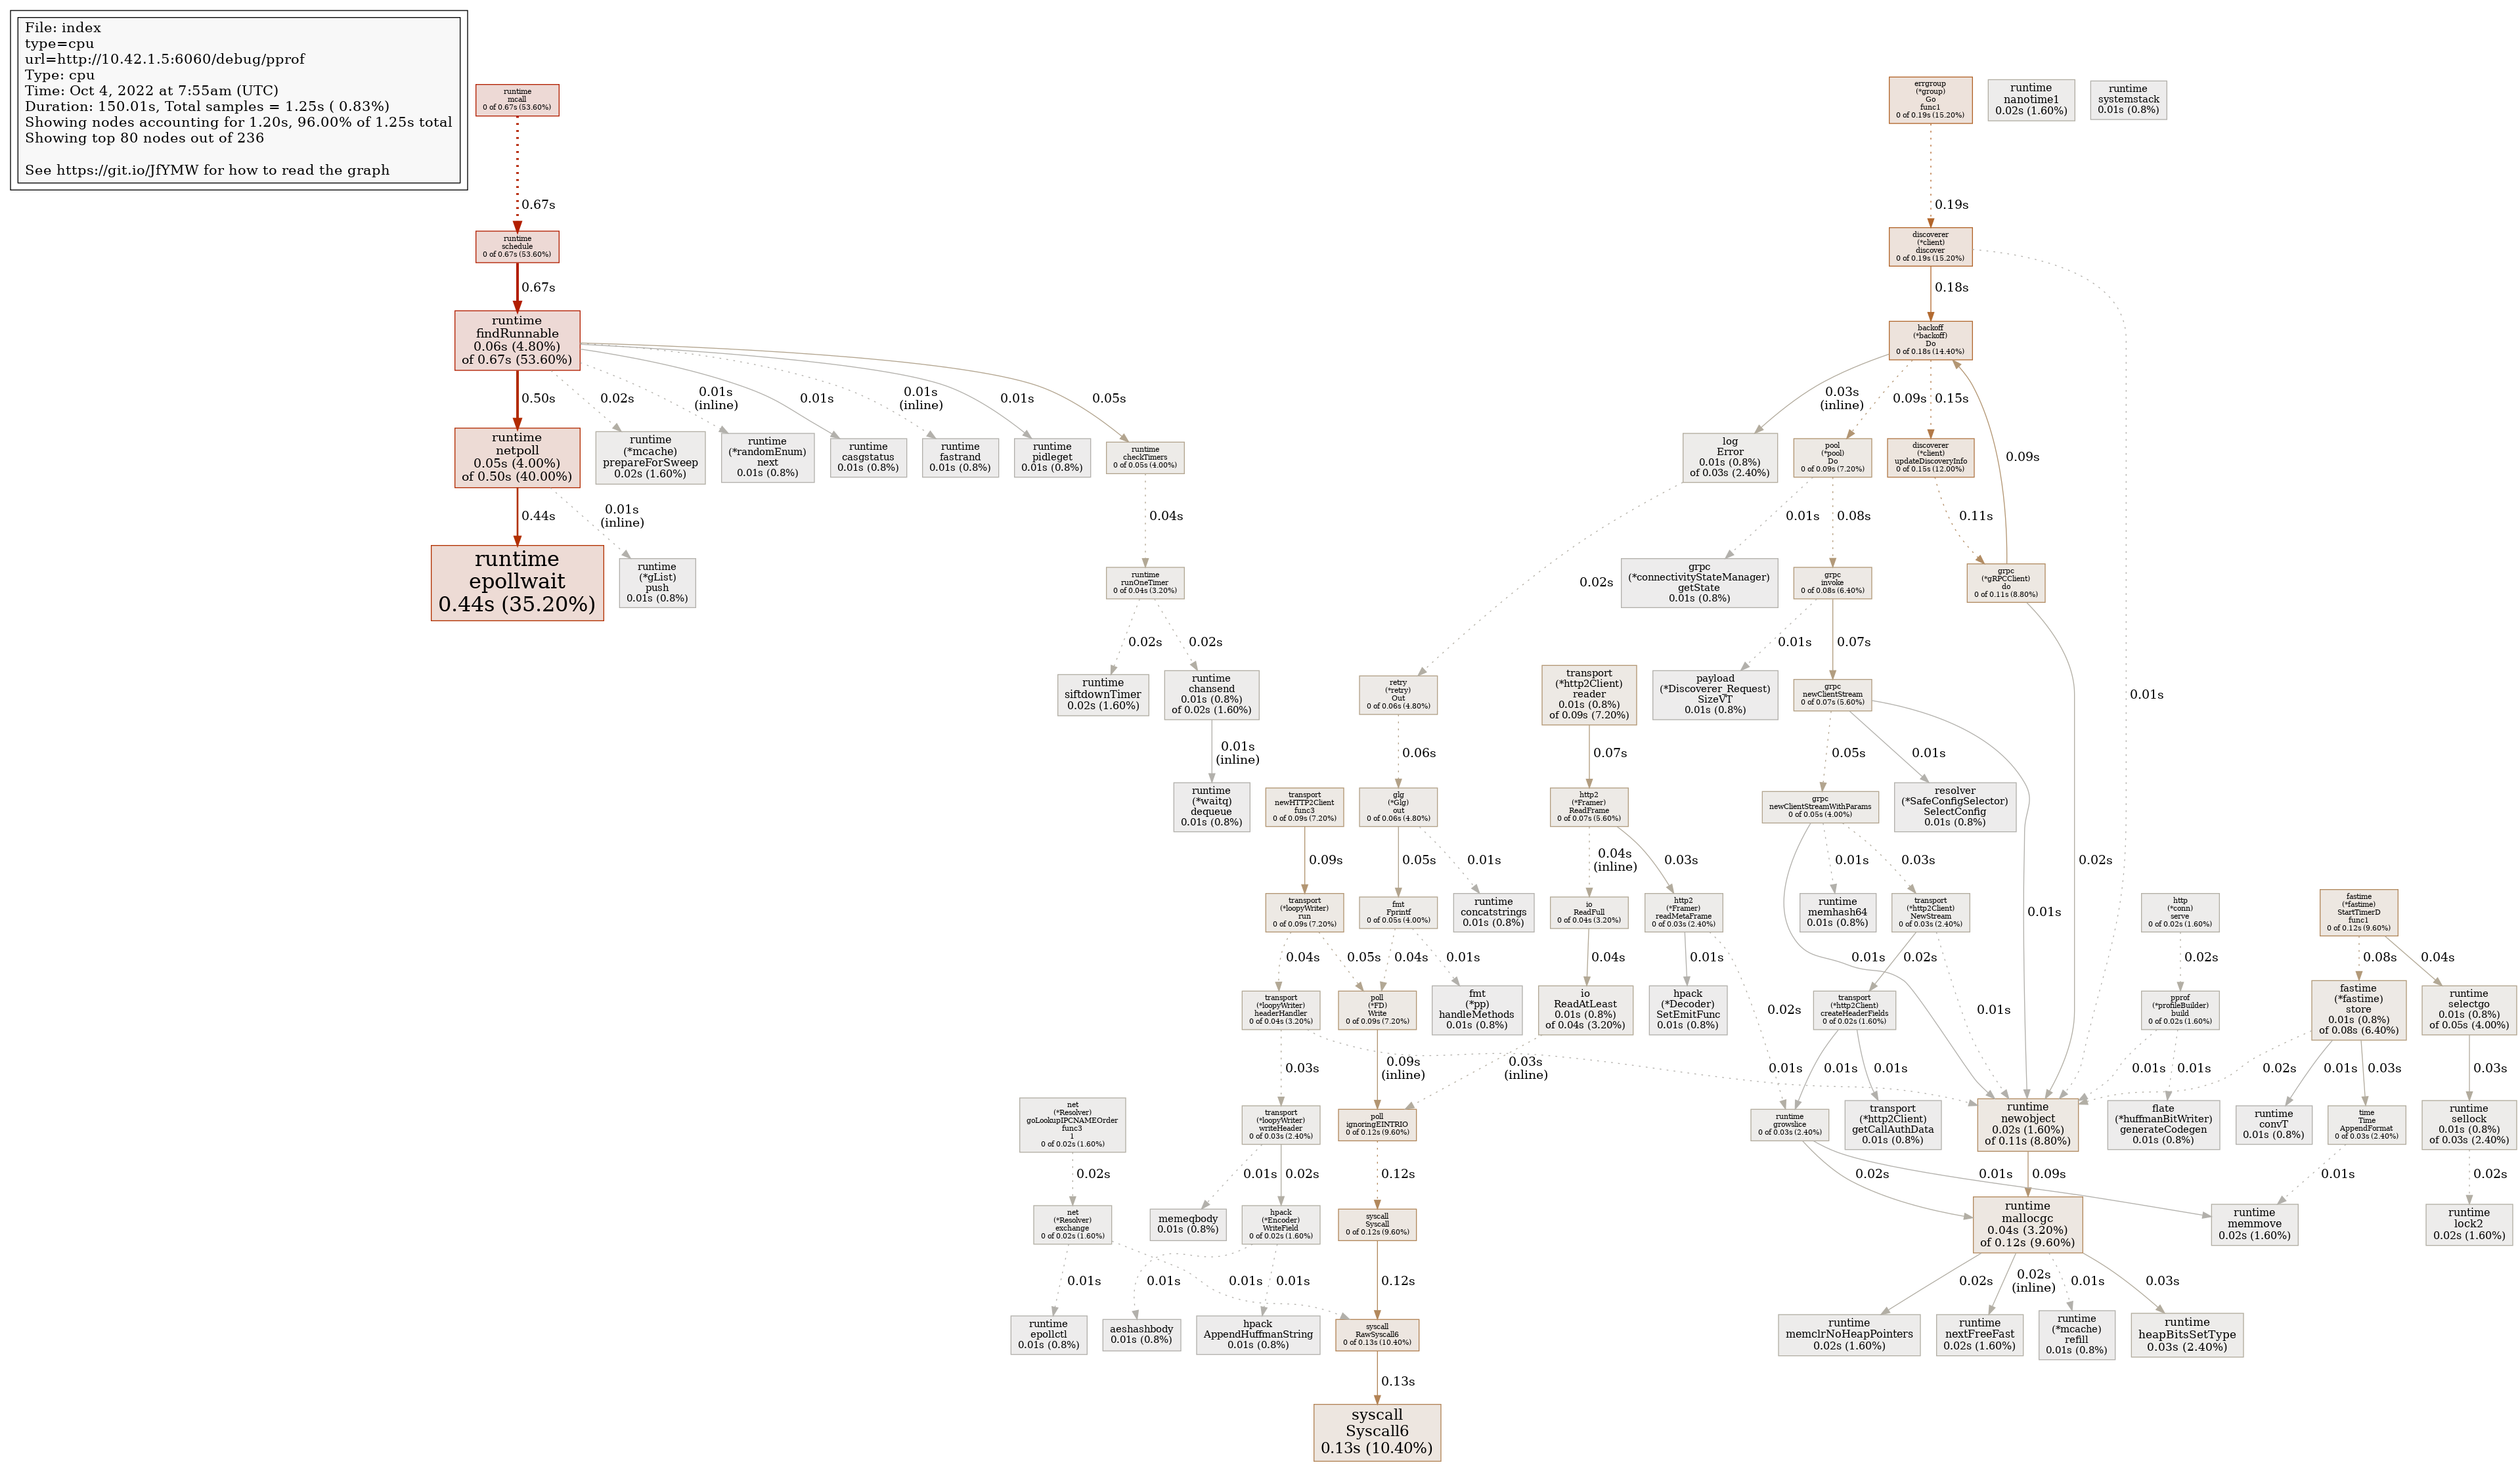 File: index
type=cpu
url=http://10.42.1.5:6060/debug/pprof
Type: cpu
Time: Oct 4, 2022 at 7:55am (UTC)
Duration: 150.01s, Total samples = 1.25s ( 0.83%)
Showing nodes accounting for 1.20s, 96.00% of 1.25s total
Showing top 80 nodes out of 236
See https://git.io/JfYMW for how to read the graph
runtime
mcall
0 of 0.67s (53.60%)
errgroup
(*group)
Go
func1
0 of 0.19s (15.20%)
runtime
nanotime1
0.02s (1.60%)
runtime
systemstack
0.01s (0.8%)
0.67s
0.19s
runtime
schedule
0 of 0.67s (53.60%)
discoverer
(*client)
discover
0 of 0.19s (15.20%)
0.67s
0.18s
runtime
findRunnable
0.06s (4.80%)
of 0.67s (53.60%)
backoff
(*backoff)
Do
0 of 0.18s (14.40%)
0.50s
0.02s
0.01s
(inline)
0.01s
0.01s
(inline)
0.01s
0.05s
0.03s
(inline)
0.09s
0.15s
0.09s
runtime
netpoll
0.05s (4.00%)
of 0.50s (40.00%)
runtime
(*mcache)
prepareForSweep
0.02s (1.60%)
runtime
(*randomEnum)
next
0.01s (0.8%)
runtime
casgstatus
0.01s (0.8%)
runtime
fastrand
0.01s (0.8%)
runtime
pidleget
0.01s (0.8%)
runtime
checkTimers
0 of 0.05s (4.00%)
log
Error
0.01s (0.8%)
of 0.03s (2.40%)
pool
(*pool)
Do
0 of 0.09s (7.20%)
discoverer
(*client)
updateDiscoveryInfo
0 of 0.15s (12.00%)
0.44s
0.01s
(inline)
0.04s
0.01s
0.08s
0.11s
runtime
epollwait
0.44s (35.20%)
runtime
(*gList)
push
0.01s (0.8%)
runtime
runOneTimer
0 of 0.04s (3.20%)
0.02s
grpc
(*connectivityStateManager)
getState
0.01s (0.8%)
grpc
invoke
0 of 0.08s (6.40%)
grpc
(*gRPCClient)
do
0 of 0.11s (8.80%)
0.02s
0.02s
0.01s
0.07s
0.01s
runtime
siftdownTimer
0.02s (1.60%)
runtime
chansend
0.01s (0.8%)
of 0.02s (1.60%)
retry
(*retry)
Out
0 of 0.06s (4.80%)
transport
(*http2Client)
reader
0.01s (0.8%)
of 0.09s (7.20%)
payload
(*Discoverer_Request)
SizeVT
0.01s (0.8%)
grpc
newClientStream
0 of 0.07s (5.60%)
0.01s
(inline)
0.06s
0.07s
0.05s
0.01s
runtime
(*waitq)
dequeue
0.01s (0.8%)
transport
newHTTP2Client
func3
0 of 0.09s (7.20%)
glg
(*Glg)
out
0 of 0.06s (4.80%)
http2
(*Framer)
ReadFrame
0 of 0.07s (5.60%)
grpc
newClientStreamWithParams
0 of 0.05s (4.00%)
resolver
(*SafeConfigSelector)
SelectConfig
0.01s (0.8%)
0.09s
0.05s
0.01s
0.04s
(inline)
0.03s
0.01s
0.03s
0.02s
0.01s
transport
(*loopyWriter)
run
0 of 0.09s (7.20%)
fmt
Fprintf
0 of 0.05s (4.00%)
runtime
concatstrings
0.01s (0.8%)
io
ReadFull
0 of 0.04s (3.20%)
http2
(*Framer)
readMetaFrame
0 of 0.03s (2.40%)
runtime
memhash64
0.01s (0.8%)
transport
(*http2Client)
NewStream
0 of 0.03s (2.40%)
http
(*conn)
serve
0 of 0.02s (1.60%)
fastime
(*fastime)
StartTimerD
func1
0 of 0.12s (9.60%)
0.04s
0.05s
0.04s
0.01s
0.04s
0.01s
0.01s
0.02s
0.02s
0.08s
0.04s
transport
(*loopyWriter)
headerHandler
0 of 0.04s (3.20%)
poll
(*FD)
Write
0 of 0.09s (7.20%)
fmt
(*pp)
handleMethods
0.01s (0.8%)
io
ReadAtLeast
0.01s (0.8%)
of 0.04s (3.20%)
hpack
(*Decoder)
SetEmitFunc
0.01s (0.8%)
0.02s
transport
(*http2Client)
createHeaderFields
0 of 0.02s (1.60%)
0.01s
pprof
(*profileBuilder)
build
0 of 0.02s (1.60%)
fastime
(*fastime)
store
0.01s (0.8%)
of 0.08s (6.40%)
runtime
selectgo
0.01s (0.8%)
of 0.05s (4.00%)
0.03s
0.09s
(inline)
0.03s
(inline)
0.01s
0.01s
0.01s
0.01s
0.01s
0.02s
0.01s
0.03s
0.03s
net
(*Resolver)
goLookupIPCNAMEOrder
func3
1
0 of 0.02s (1.60%)
transport
(*loopyWriter)
writeHeader
0 of 0.03s (2.40%)
poll
ignoringEINTRIO
0 of 0.12s (9.60%)
runtime
growslice
0 of 0.03s (2.40%)
transport
(*http2Client)
getCallAuthData
0.01s (0.8%)
runtime
newobject
0.02s (1.60%)
of 0.11s (8.80%)
flate
(*huffmanBitWriter)
generateCodegen
0.01s (0.8%)
runtime
convT
0.01s (0.8%)
time
Time
AppendFormat
0 of 0.03s (2.40%)
runtime
sellock
0.01s (0.8%)
of 0.03s (2.40%)
0.02s
0.01s
0.02s
0.12s
0.02s
0.01s
0.09s
0.01s
0.02s
net
(*Resolver)
exchange
0 of 0.02s (1.60%)
memeqbody
0.01s (0.8%)
hpack
(*Encoder)
WriteField
0 of 0.02s (1.60%)
syscall
Syscall
0 of 0.12s (9.60%)
runtime
mallocgc
0.04s (3.20%)
of 0.12s (9.60%)
runtime
memmove
0.02s (1.60%)
runtime
lock2
0.02s (1.60%)
0.01s
0.01s
0.01s
0.01s
0.12s
0.02s
0.02s
(inline)
0.01s
0.03s
runtime
epollctl
0.01s (0.8%)
aeshashbody
0.01s (0.8%)
hpack
AppendHuffmanString
0.01s (0.8%)
syscall
RawSyscall6
0 of 0.13s (10.40%)
runtime
memclrNoHeapPointers
0.02s (1.60%)
runtime
nextFreeFast
0.02s (1.60%)
runtime
(*mcache)
refill
0.01s (0.8%)
runtime
heapBitsSetType
0.03s (2.40%)
0.13s
syscall
Syscall6
0.13s (10.40%)